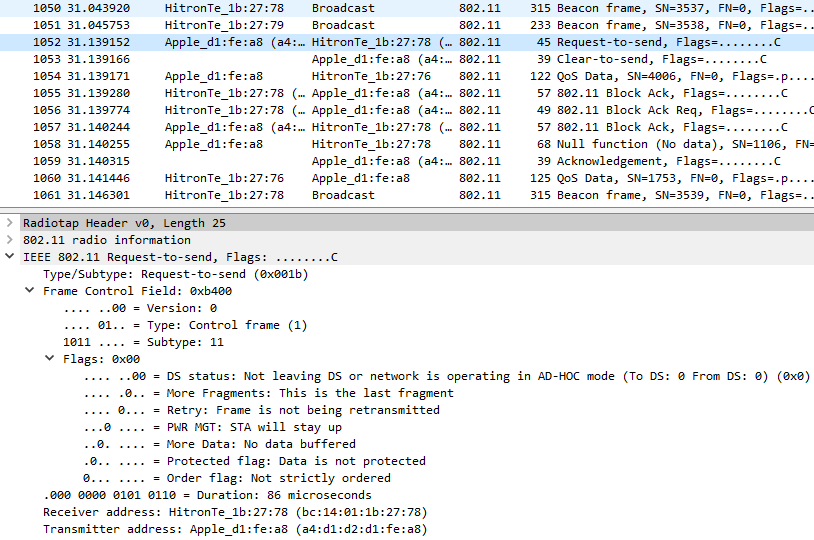 1050 31.043920 HitronTe_1b:27:78 Broadcast 802.11 315 Beacon frame, SN=3537, FN=0, Flags=...
1051 31.045753 HitronTe_1b:27:79 Broadcast 802.11 233 Beacon frame, SN=3538, FN=0, Flags=...
1052 31.139152 Apple_d1:fe:a8 (a4:… HitronTe_1b:27:78 (… 802.11 45 Request-to-send, Flags=........C
1053 31.139166 Apple_d1:fe:a8 (a4:… 802.11 39 Clear-to-send, Flags=........C
1054 31.139171 Apple_d1:fe:a8 HitronTe_1b:27:76 802.11 122 QoS Data, SN=4006, FN=0, Flags=.p....
1055 31.139280 HitronTe_1b:27:78 (… Apple_d1:fe:a8 (a4:… 802.11 57 802.11 Block Ack, Flags=........C
1056 31.139774 HitronTe_1b:27:78 (… Apple_d1:fe:a8 (a4:… 802.11 49 802.11 Block Ack Req, Flags=........C
1057 31.140244 Apple_d1:fe:a8 (a4:… HitronTe_1b:27:78 (… 802.11 57 802.11 Block Ack, Flags=........C
1058 31.140255 Apple_d1:fe:a8 HitronTe_1b:27:78 802.11 68 Null function (No data), SN=1106, FN=
1059 31.140315 Apple_d1:fe:a8 (a4:… 802.11 39 Acknowledgement, Flags=........C
1060 31.141446 HitronTe_1b:27:76 Apple_d1:fe:a8 802.11 125 QoS Data, SN=1753, FN=0, Flags=.p....
1061 31.146301 HitronTe_1b:27:78 Broadcast 802.11 315 Beacon frame, SN=3539, FN=0, Flags=...
Radiotap Header v0, Length 25
802.11 radio information
IEEE 802.11 Request-to-send, Flags: ........C
Type/Subtype: Request-to-send (0x001b)
Frame Control Field: 0xb400
.... ..00 = Version: 0
.... 01.. = Type: Control frame (1)
1011 .... = Subtype: 11
Flags: 0x00
.... ..00 = DS status: Not leaving DS or network is operating in AD-HOC mode (To DS: 0 From DS: 0) (0x0)
.... .0.. = More Fragments: This is the last fragment
.... 0... = Retry: Frame is not being retransmitted
...0 .... = PWR MGT: STA will stay up
..0. .... = More Data: No data buffered
.0.. .... = Protected flag: Data is not protected
0... .... = Order flag: Not strictly ordered
.000 0000 0101 0110 = Duration: 86 microseconds
Receiver address: HitronTe_1b:27:78 (bc:14:01:1b:27:78)
Transmitter address: Apple_d1:fe:a8 (a4:d1:d2:d1:fe:a8)